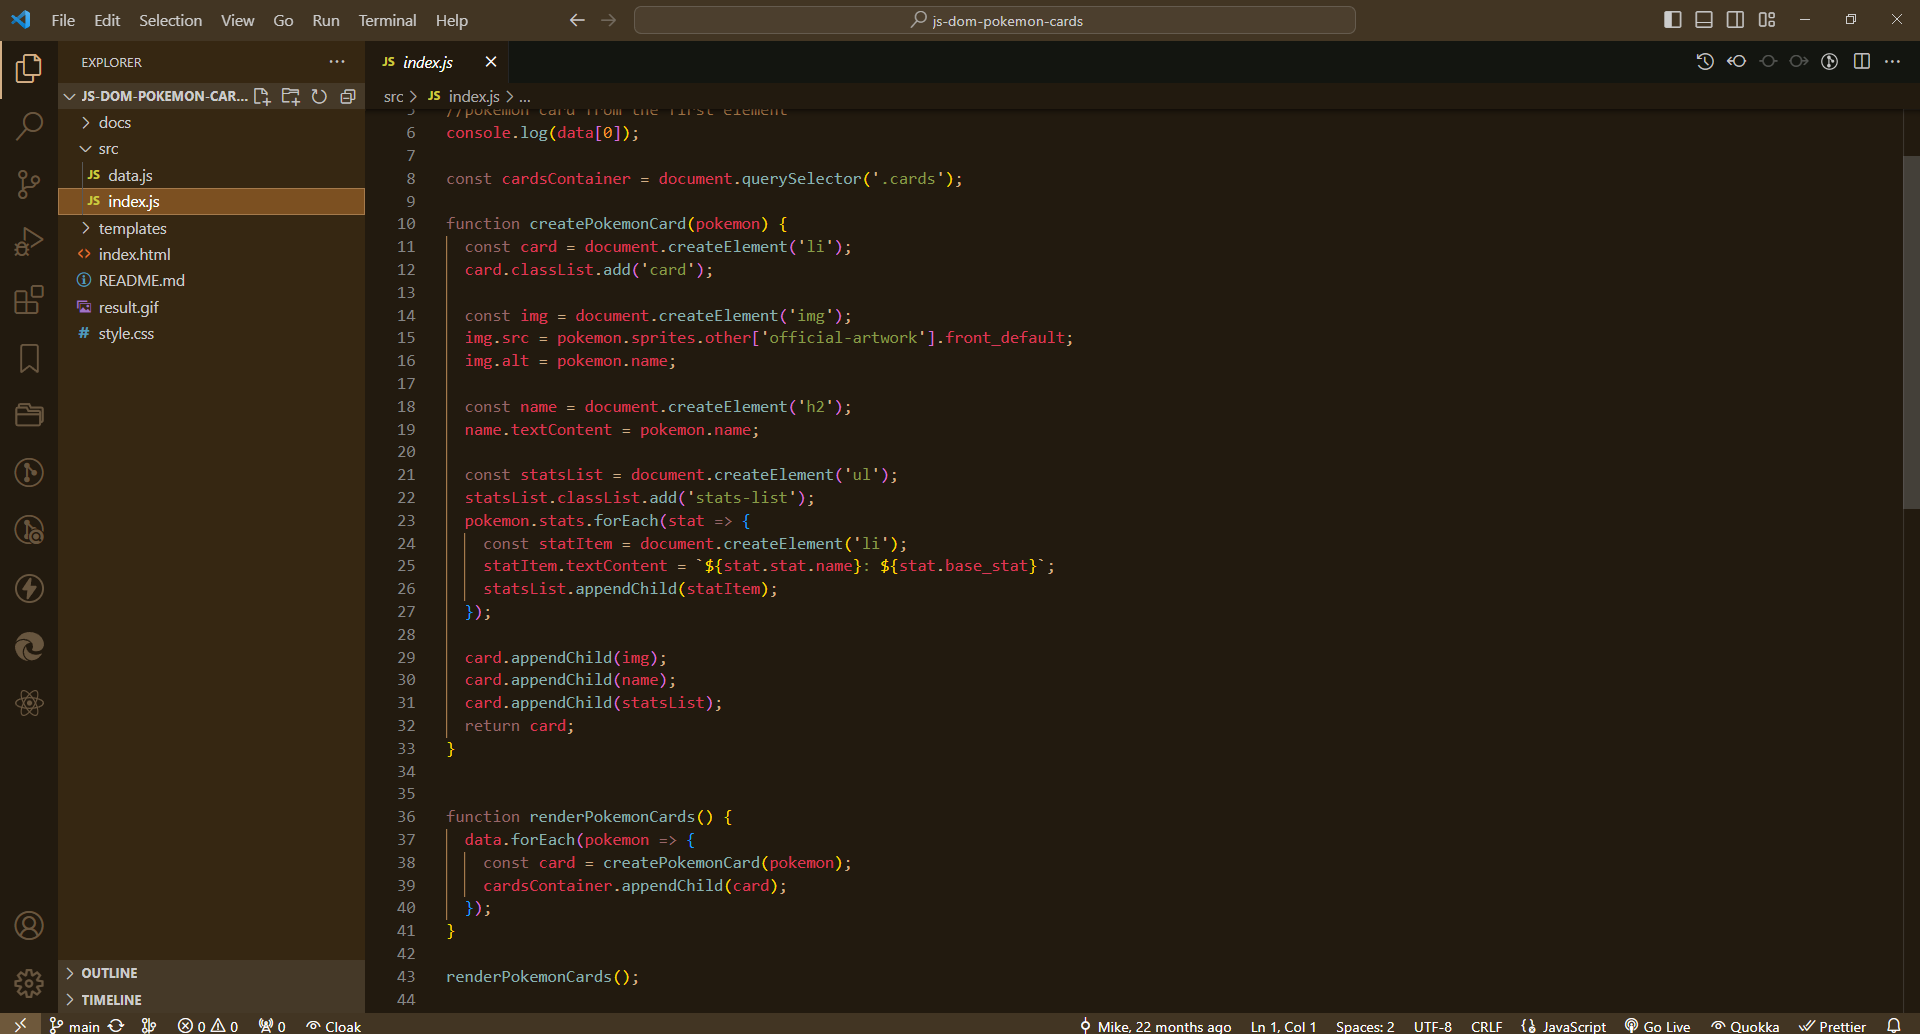 File Edit Selection View Go Run Terminal Help
js-dom-pokemon-cards
EXPLORER
JS-DOM-POKEMON-CAR...
docs
src
JS data.js
JS index.js
templates
<> index.html
README.md
result.gif
# style.css
OUTLINE
TIMELINE
JS index.js
src > JS index.js > ...
5 //pokemon card from the first element
6 console.log(data[0]);
7
8 const cardsContainer = document.querySelector('.cards');
9
10 function createPokemonCard(pokemon) {
11 const card = document.createElement('li');
12 card.classList.add('card');
13
14 const img = document.createElement('img');
15 img.src = pokemon.sprites.other['official-artwork'].front_default;
16 img.alt = pokemon.name;
17
18 const name = document.createElement('h2');
19 name.textContent = pokemon.name;
20
21 const statsList = document.createElement('ul');
22 statsList.classList.add('stats-list');
23 pokemon.stats.forEach(stat => {
24 const statItem = document.createElement('li');
25 statItem.textContent = `${stat.stat.name}: ${stat.base_stat}`;
26 statsList.appendChild(statItem);
27 });
28
29 card.appendChild(img);
30 card.appendChild(name);
31 card.appendChild(statsList);
32 return card;
33 }
34
35
36 function renderPokemonCards() {
37 data.forEach(pokemon => {
38 const card = createPokemonCard(pokemon);
39 cardsContainer.appendChild(card);
40 });
41 }
42
43 renderPokemonCards();
44
main 0 0 0 Cloak Mike, 22 months ago Ln 1, Col 1 Spaces: 2 UTF-8 CRLF {} JavaScript Go Live Quokka Prettier